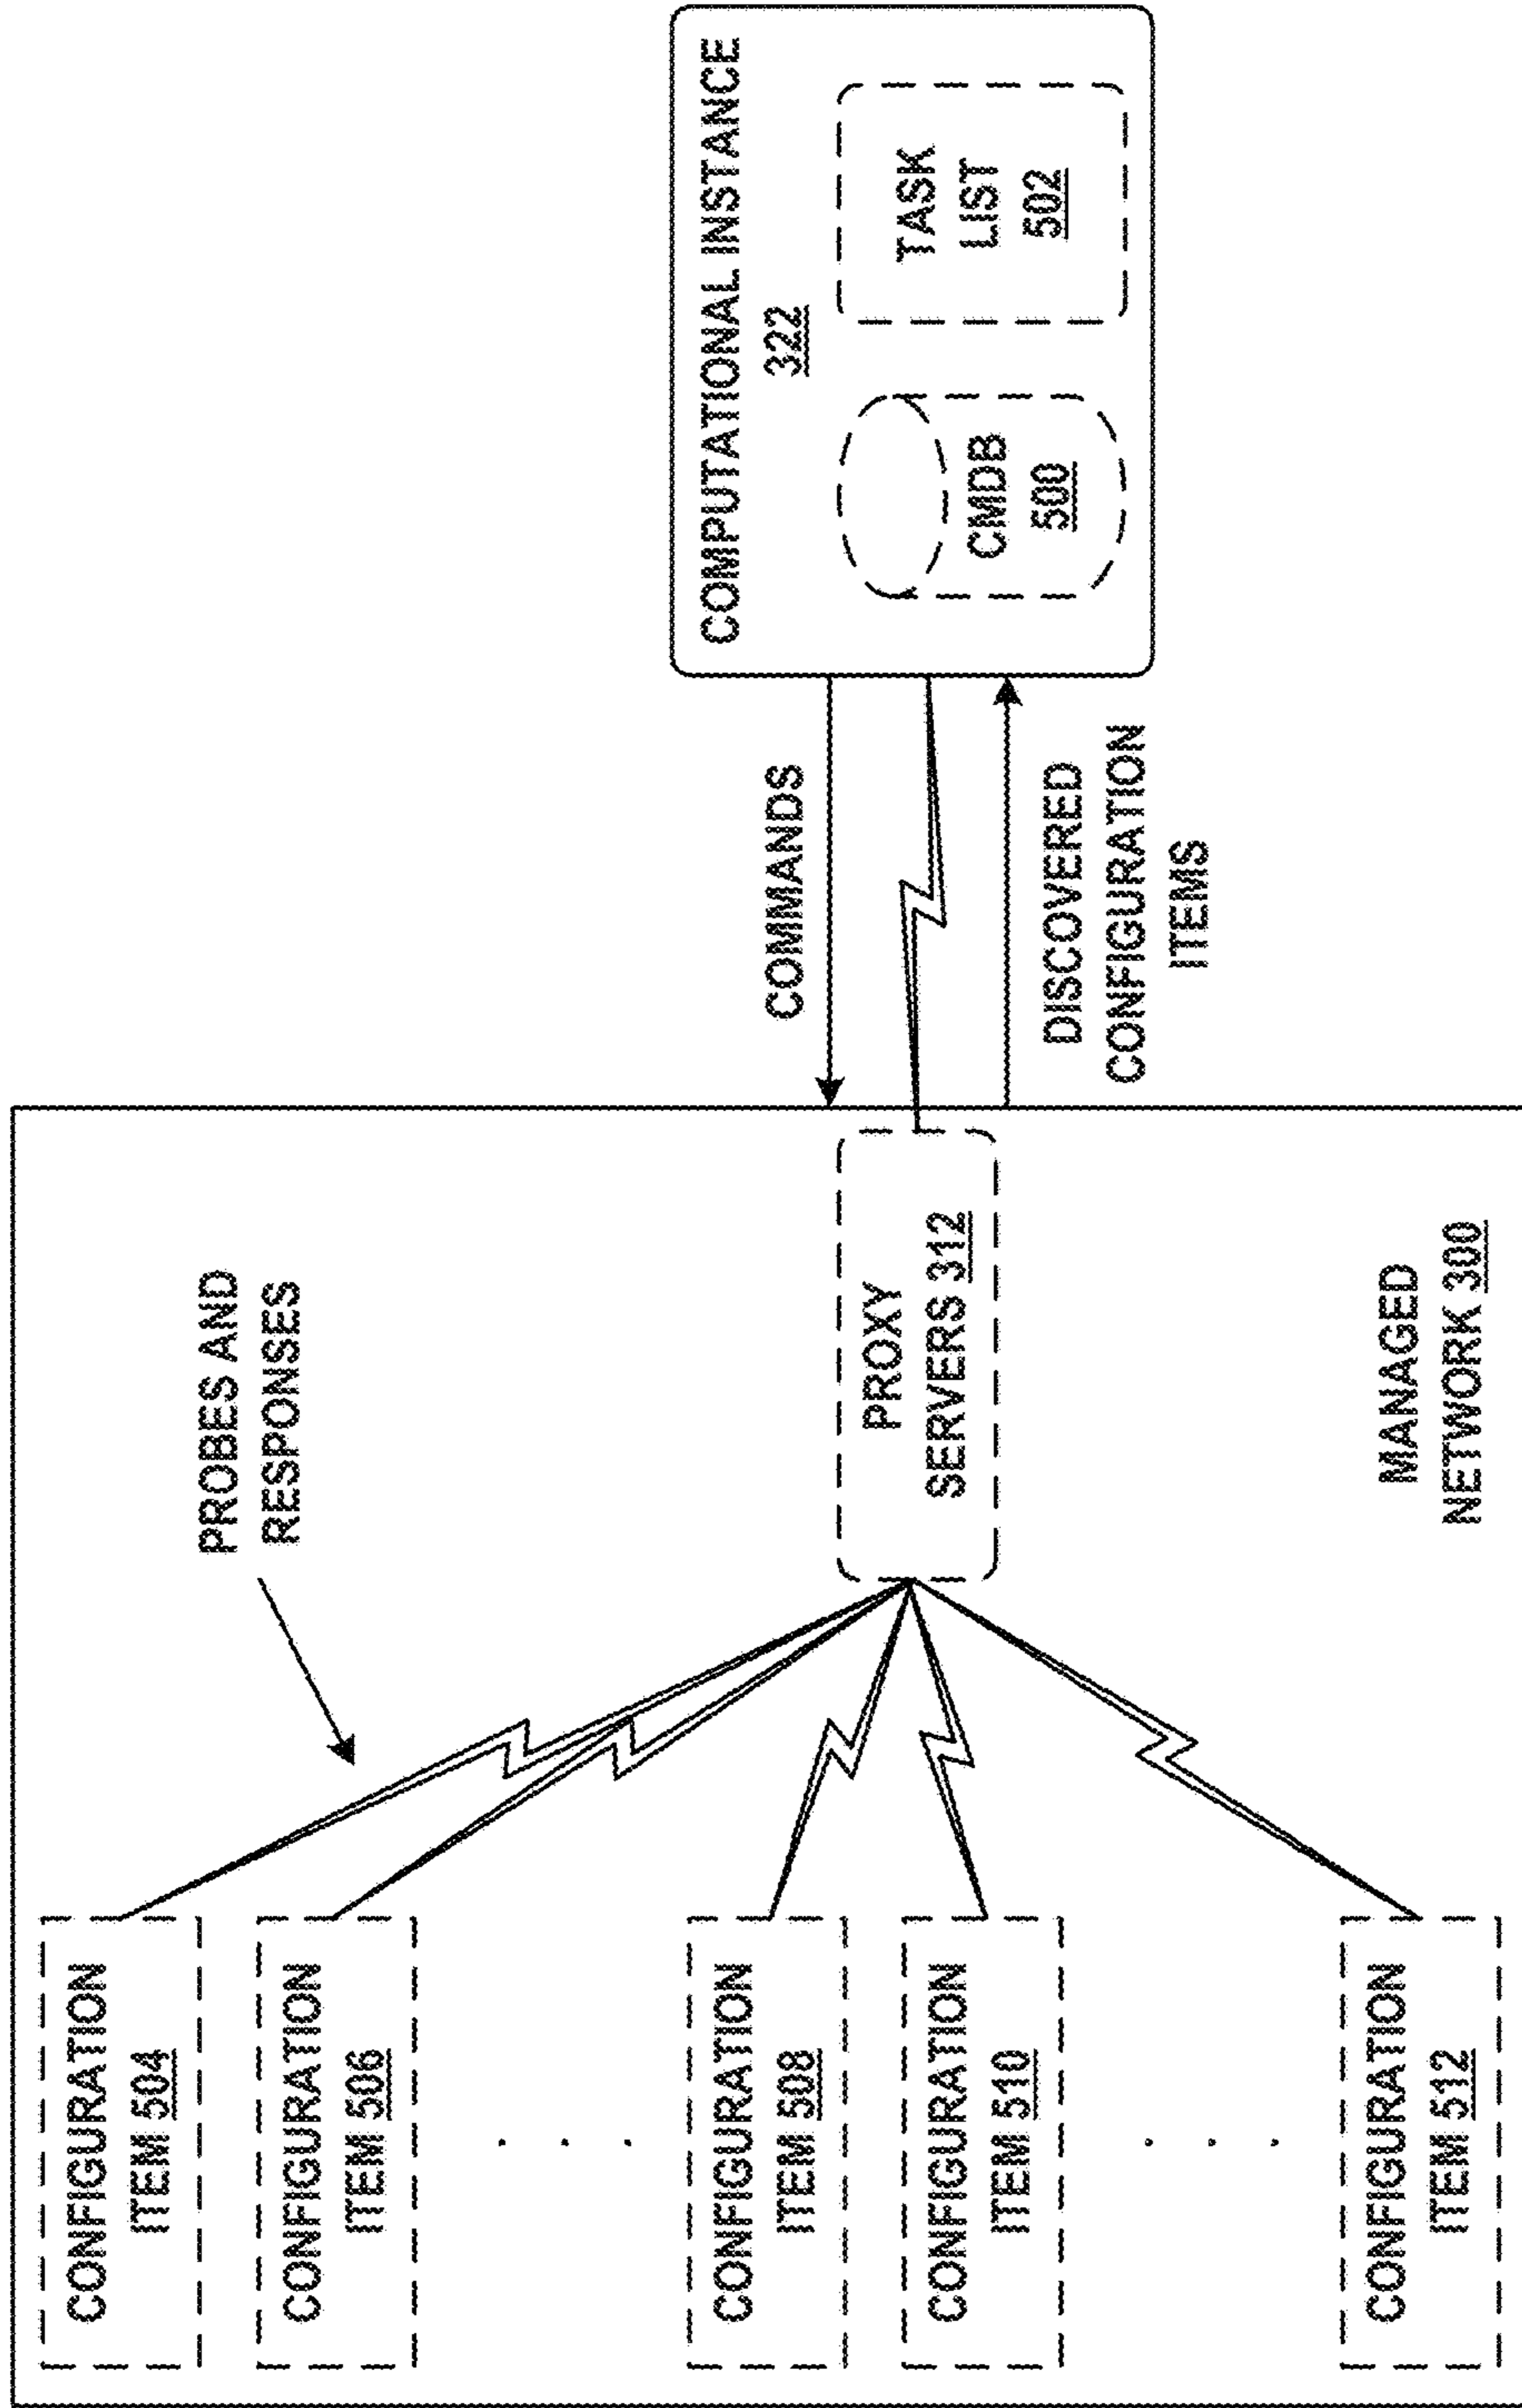 CONFIGURATION
ITEM 504
CONFIGURATION
ITEM 506
. . .
CONFIGURATION
ITEM 508
CONFIGURATION
ITEM 510
. . .
CONFIGURATION
ITEM 512
PROBES AND
RESPONSES
PROXY
SERVERS 312
MANAGED
NETWORK 300
COMMANDS
DISCOVERED
CONFIGURATION
ITEMS
COMPUTATIONAL INSTANCE
322
CMDB
500
TASK
LIST
502